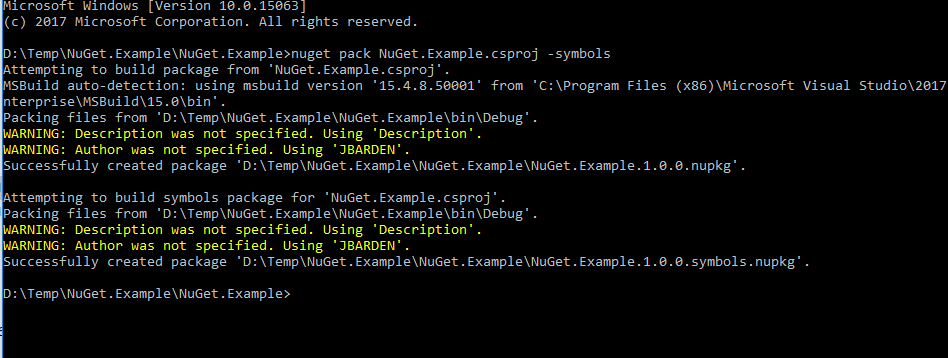 Microsoft Windows [Version 10.0.15063]
(c) 2017 Microsoft Corporation. All rights reserved.
D:\Temp\NuGet.Example\NuGet.Example>nuget pack NuGet.Example.csproj -symbols
Attempting to build package from 'NuGet.Example.csproj'.
MSBuild auto-detection: using msbuild version '15.4.8.50001' from 'C:\Program Files (x86)\Microsoft Visual Studio\2017
nterprise\MSBuild\15.0\bin'.
Packing files from 'D:\Temp\NuGet.Example\NuGet.Example\bin\Debug'.
WARNING: Description was not specified. Using 'Description'.
WARNING: Author was not specified. Using 'JBARDEN'.
Successfully created package 'D:\Temp\NuGet.Example\NuGet.Example\NuGet.Example.1.0.0.nupkg'.
Attempting to build symbols package for 'NuGet.Example.csproj'.
Packing files from 'D:\Temp\NuGet.Example\NuGet.Example\bin\Debug'.
WARNING: Description was not specified. Using 'Description'.
WARNING: Author was not specified. Using 'JBARDEN'.
Successfully created package 'D:\Temp\NuGet.Example\NuGet.Example\NuGet.Example.1.0.0.symbols.nupkg'.
D:\Temp\NuGet.Example\NuGet.Example>